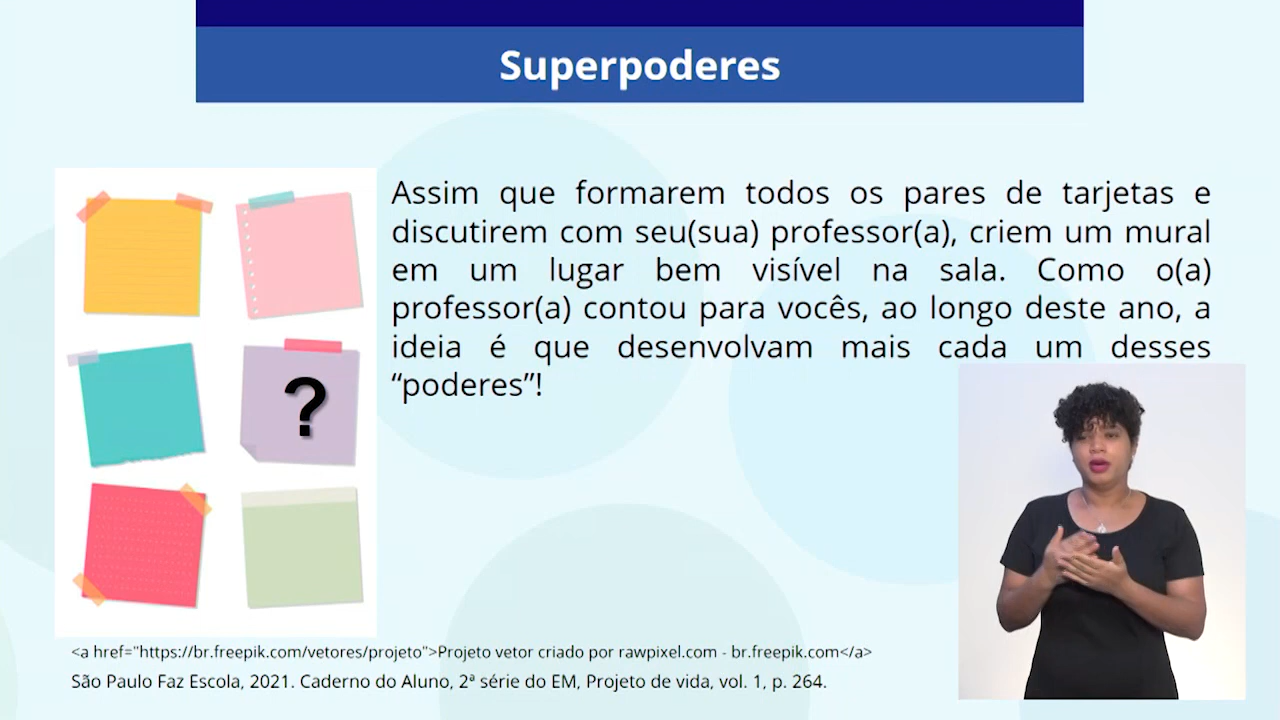 Superpoderes
Assim que formarem todos os pares de tarjetas e
discutirem com seu(sua) professor(a), criem um mural
em um lugar bem visível na sala. Como o(a)
professor(a) contou para vocês, ao longo deste ano, a
ideia é que desenvolvam mais cada um desses
“poderes”!
?
<a href="https://br.freepik.com/vetores/projeto">Projeto vetor criado por rawpixel.com - br.freepik.com</a>
São Paulo Faz Escola, 2021. Caderno do Aluno, 2ª série do EM, Projeto de vida, vol. 1, p. 264.